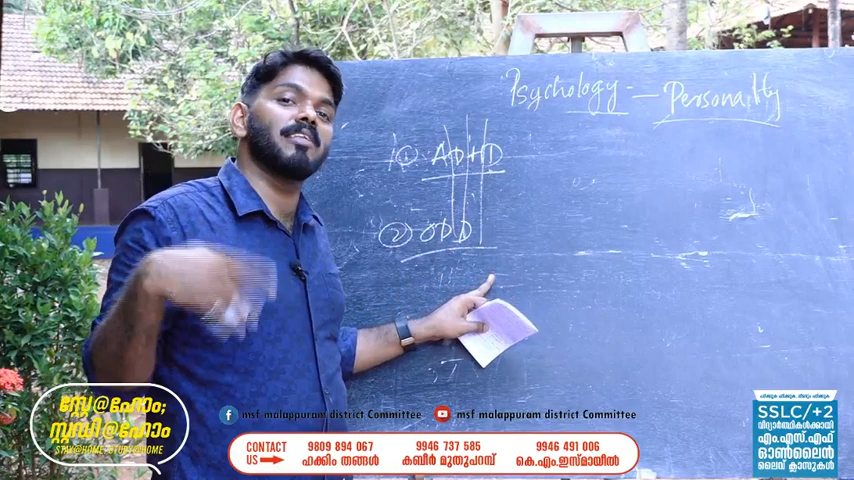 Psychology - Personality
① ADHD
② ODD
സ്റ്റേ@ഹോം;
സ്റ്റഡി@ഹോം
STAY@HOME; STUDY@HOME
msf malappuram district Committee
msf malappuram district Committee
CONTACT US
9809 894 067
ഹക്കീം തങ്ങൾ
9946 737 585
കബീർ മുതുപറമ്പ്
9946 491 006
കെ.എം.ഇസ്മായീൽ
SSLC/+2
വിദ്യാർത്ഥികൾക്കായി
എം.എസ്.എഫ്
ഓൺലൈൻ
ലൈവ് ക്ലാസുകൾ